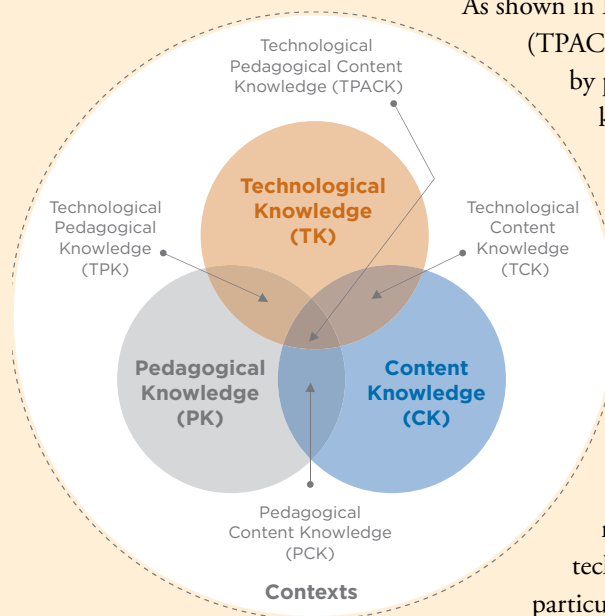 As shown in
(TPAC
by
Technological
Pedagogical Content
Knowledge (TPACK)
Technological
Knowledge
(TK)
Technological
Pedagogical
Knowledge
(TPK)
Technological
Content
Knowledge
(TCK)
Pedagogical
Knowledge
(PK)
Content
Knowledge
(CK)
Pedagogical
Content Knowledge
(PCK)
Contexts
tech
particu